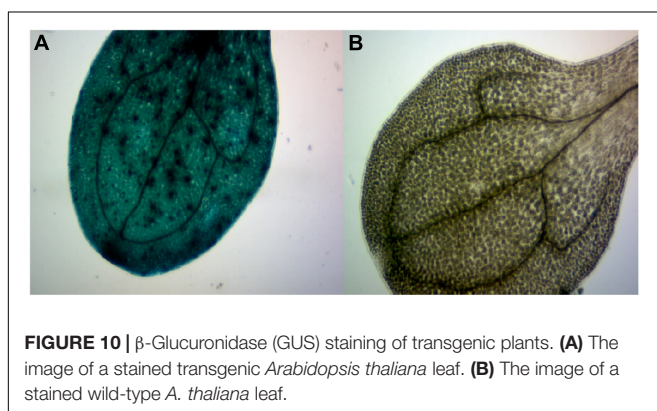 A
B
FIGURE 10 | β-Glucuronidase (GUS) staining of transgenic plants. (A) The
image of a stained transgenic Arabidopsis thaliana leaf. (B) The image of a
stained wild-type A. thaliana leaf.